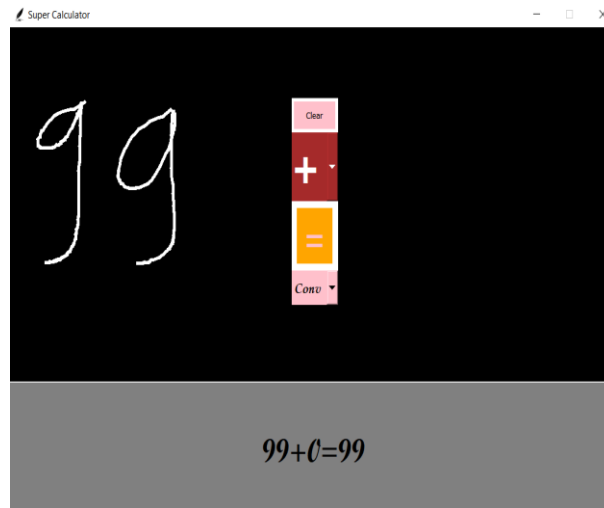 Super Calculator
99
Clear
+
=
Conv
99+0=99